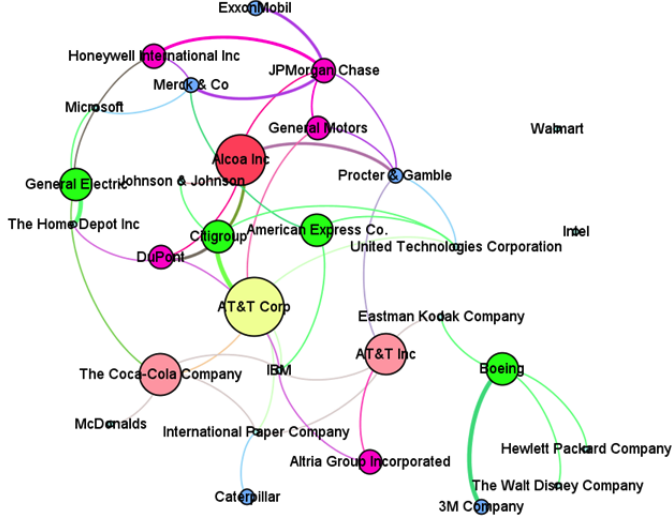 ExxonMobil
Honeywell International Inc
JPMorgan Chase
Merck & Co
Microsoft
General Motors
Walmart
Alcoa Inc
Procter & Gamble
General Electric
Johnson & Johnson
The Home Depot Inc
Citigroup
American Express Co.
Intel
United Technologies Corporation
DuPont
AT&T Corp
Eastman Kodak Company
AT&T Inc
The Coca-Cola Company
IBM
Boeing
McDonalds
International Paper Company
Hewlett Packard Company
Altria Group Incorporated
The Walt Disney Company
Caterpillar
3M Company